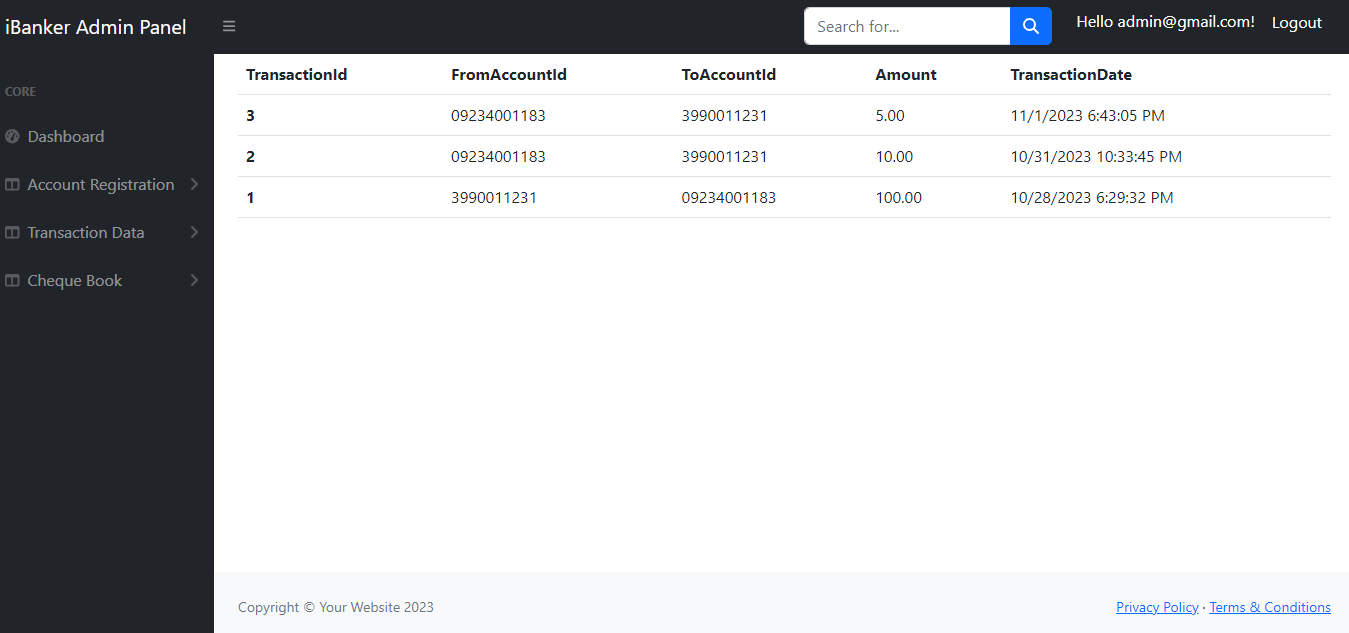 iBanker Admin Panel
Search for...
Hello admin@gmail.com!
Logout
CORE
Dashboard
Account Registration
Transaction Data
Cheque Book
TransactionId FromAccountId ToAccountId Amount TransactionDate
3 09234001183 3990011231 5.00 11/1/2023 6:43:05 PM
2 09234001183 3990011231 10.00 10/31/2023 10:33:45 PM
1 3990011231 09234001183 100.00 10/28/2023 6:29:32 PM
Copyright © Your Website 2023
Privacy Policy · Terms & Conditions